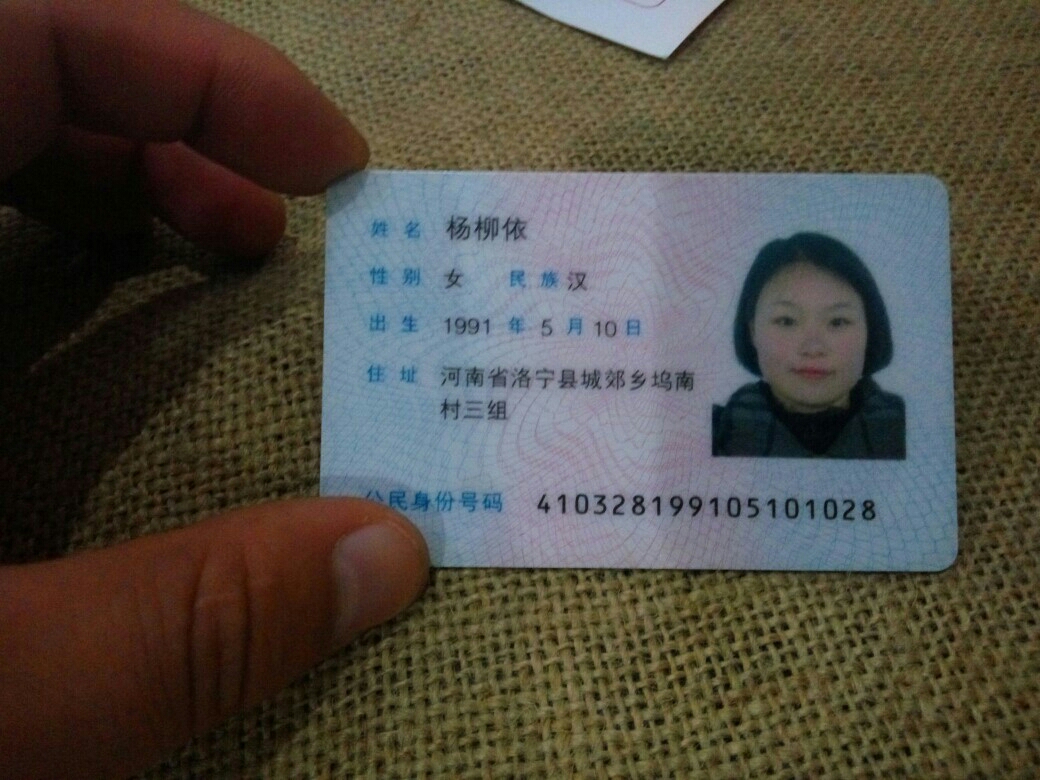 姓名 杨柳依
性别 女 民族 汉
出生 1991 年 5 月 10 日
住址 河南省洛宁县城郊乡坞南
村三组
公民身份号码 410328199105101028